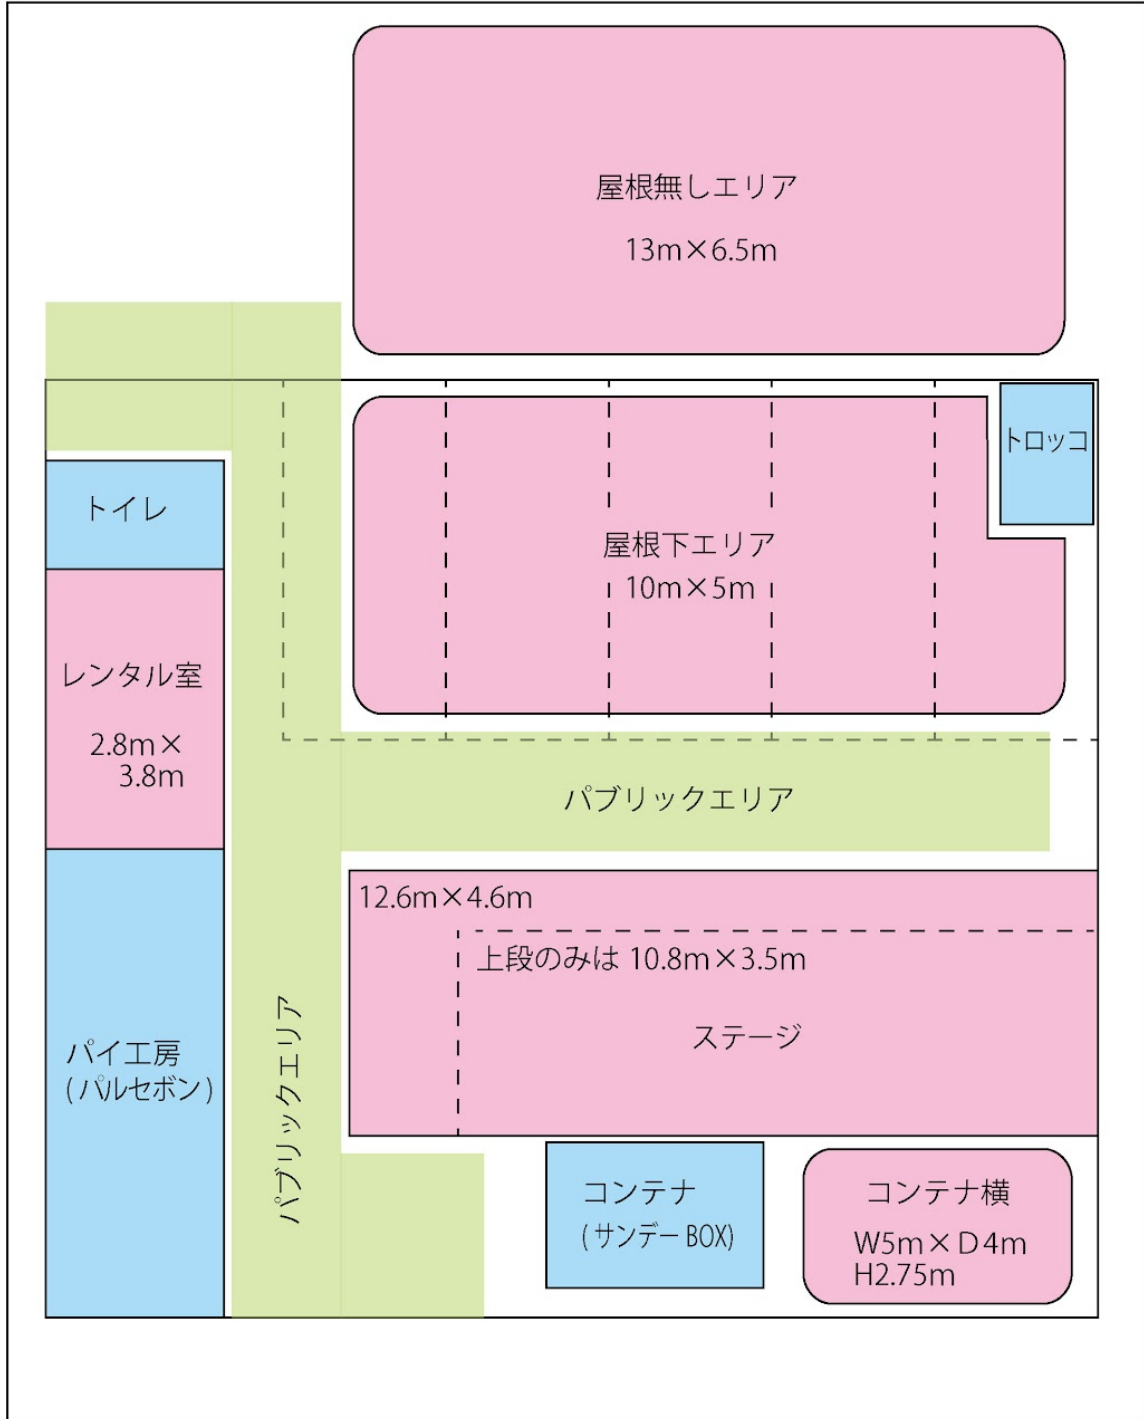 屋根無しエリア
13m×6.5m
トロッコ
トイレ
屋根下エリア
10m×5m
レンタル室
2.8m×
3.8m
パブリックエリア
12.6m×4.6m
上段のみは 10.8m×3.5m
ステージ
パイ工房
(パルセボン)
パブリックエリア
コンテナ
(サンデー BOX)
コンテナ横
W5m×D4m
H2.75m